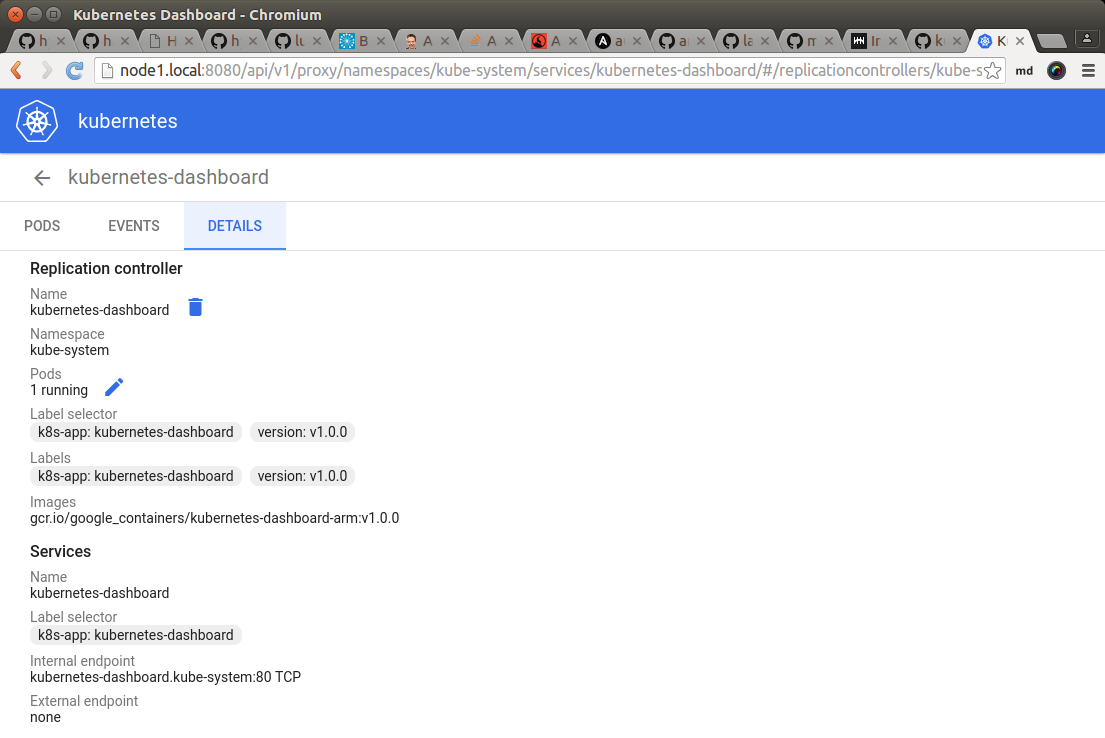 Kubernetes Dashboard - Chromium
h h H h lu B A A A a a la m In k K
node1.local:8080/api/v1/proxy/namespaces/kube-system/services/kubernetes-dashboard/#/replicationcontrollers/kube-s
md
kubernetes
kubernetes-dashboard
PODS EVENTS DETAILS
Replication controller
Name
kubernetes-dashboard
Namespace
kube-system
Pods
1 running
Label selector
k8s-app: kubernetes-dashboard version: v1.0.0
Labels
k8s-app: kubernetes-dashboard version: v1.0.0
Images
gcr.io/google_containers/kubernetes-dashboard-arm:v1.0.0
Services
Name
kubernetes-dashboard
Label selector
k8s-app: kubernetes-dashboard
Internal endpoint
kubernetes-dashboard.kube-system:80 TCP
External endpoint
none